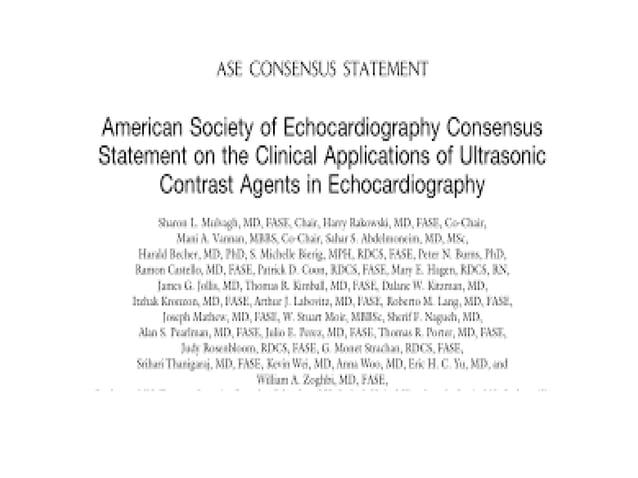 ASE CONSENSUS STATEMENT
American Society of Echocardiography Consensus
Statement on the Clinical Applications of Ultrasonic
Contrast Agents in Echocardiography
Sharon L. Mulvagh, MD, FASE, Chair, Harry Rakowski, MD, FASE, Co-Chair,
Mani A. Vannan, MBBS, Co-Chair, Sahar S. Abdelmoneim, MD, MSc,
Harald Becher, MD, PhD, S. Michelle Bierig, MPH, RDCS, FASE, Peter N. Burns, PhD,
Ramon Castello, MD, FASE, Patrick D. Coon, RDCS, FASE, Mary E. Hagen, RDCS, RN,
James G. Jollis, MD, Thomas R. Kimball, MD, FASE, Dalane W. Kitzman, MD,
Itzhak Kronzon, MD, FASE, Arthur J. Labovitz, MD, FASE, Roberto M. Lang, MD, FASE,
Joseph Mathew, MD, FASE, W. Stuart Moir, MBBSc, Sherif F. Nagueh, MD,
Alan S. Pearlman, MD, FASE, Julio E. Perez, MD, FASE, Thomas R. Porter, MD, FASE,
Judy Rosenbloom, RDCS, FASE, G. Monet Strachan, RDCS, FASE,
Srihari Thanigaraj, MD, FASE, Kevin Wei, MD, Anna Woo, MD, Eric H. C. Yu, MD, and
William A. Zoghbi, MD, FASE,